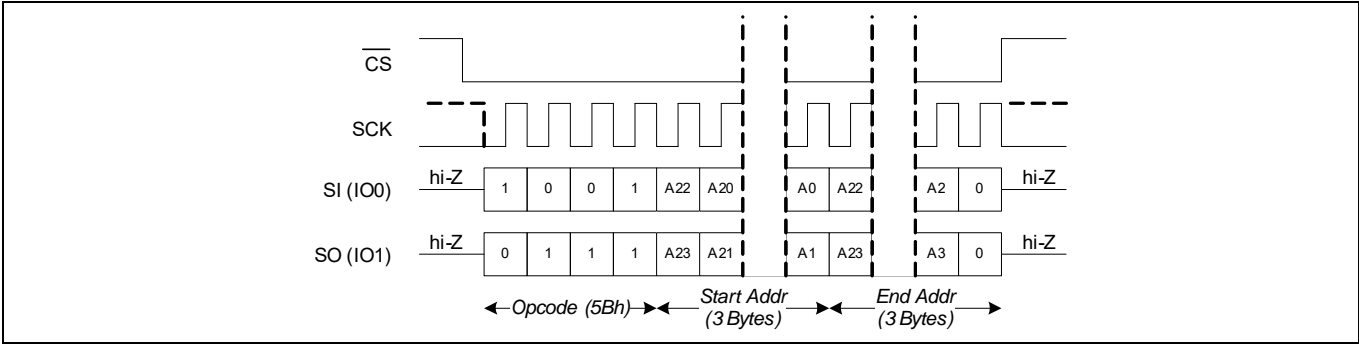 CS
SCK
SI (IO0) hi-Z 1 0 0 1 A22 A20 A0 A22 A2 0 hi-Z
SO (IO1) hi-Z 0 1 1 1 A23 A21 A1 A23 A3 0 hi-Z
Opcode (5Bh) Start Addr (3 Bytes) End Addr (3 Bytes)